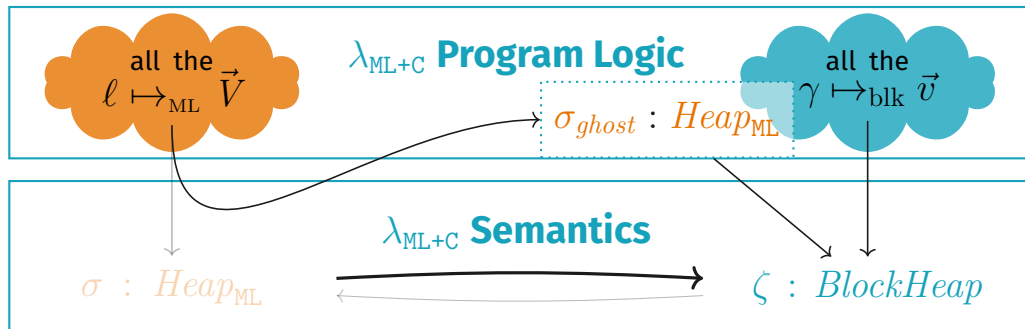 λML+C Program Logic
all the
ℓ ↦ML V⃗
σghost : HeapML
all the
γ ↦blk v⃗
λML+C Semantics
σ : HeapML
ζ : BlockHeap